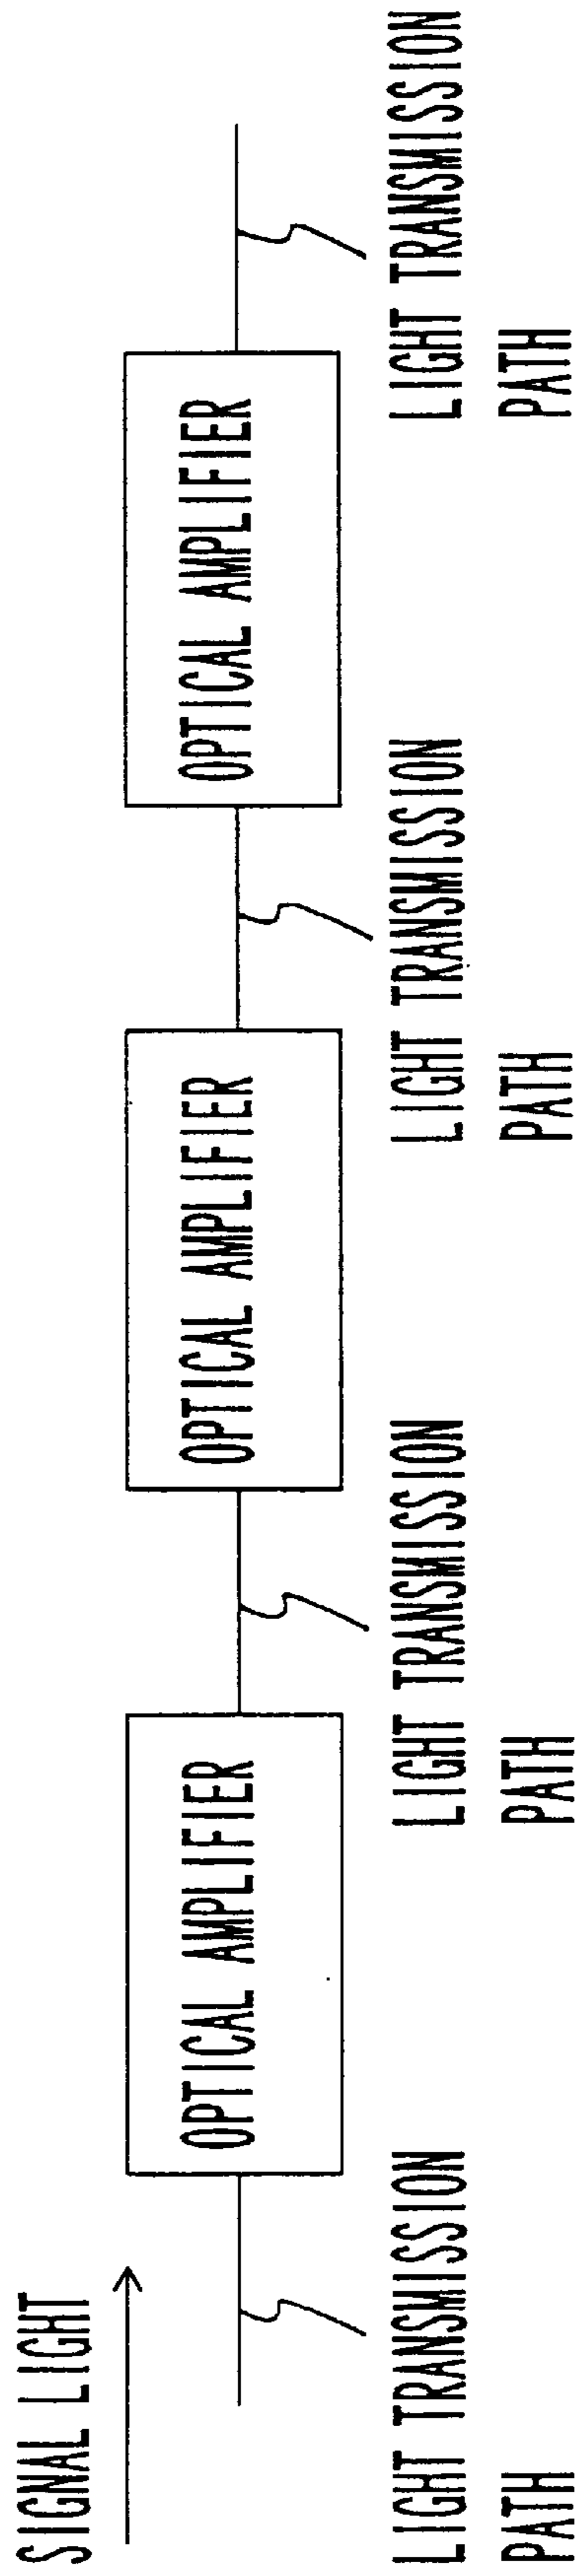 SIGNAL LIGHT
OPTICAL AMPLIFIER
OPTICAL AMPLIFIER
OPTICAL AMPLIFIER
LIGHT TRANSMISSION
PATH
LIGHT TRANSMISSION
PATH
LIGHT TRANSMISSION
PATH
LIGHT TRANSMISSION
PATH